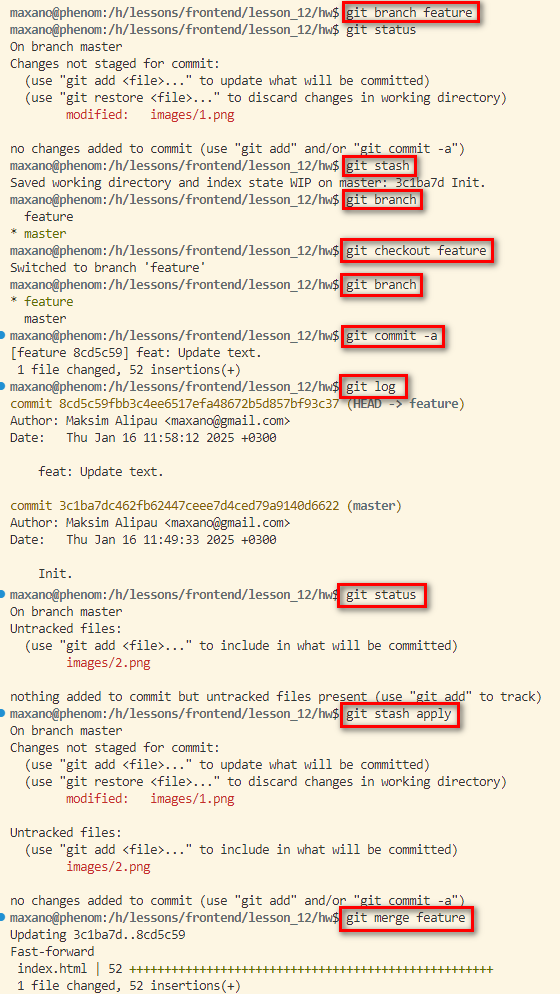 maxano@phenom:/h/lessons/frontend/lesson_12/hw$ git branch feature
maxano@phenom:/h/lessons/frontend/lesson_12/hw$ git status
On branch master
Changes not staged for commit:
  (use "git add <file>..." to update what will be committed)
  (use "git restore <file>..." to discard changes in working directory)
        modified:   images/1.png

no changes added to commit (use "git add" and/or "git commit -a")
maxano@phenom:/h/lessons/frontend/lesson_12/hw$ git stash
Saved working directory and index state WIP on master: 3c1ba7d Init.
maxano@phenom:/h/lessons/frontend/lesson_12/hw$ git branch
  feature
* master
maxano@phenom:/h/lessons/frontend/lesson_12/hw$ git checkout feature
Switched to branch 'feature'
maxano@phenom:/h/lessons/frontend/lesson_12/hw$ git branch
* feature
  master
maxano@phenom:/h/lessons/frontend/lesson_12/hw$ git commit -a
[feature 8cd5c59] feat: Update text.
 1 file changed, 52 insertions(+)
maxano@phenom:/h/lessons/frontend/lesson_12/hw$ git log
commit 8cd5c59fbb3c4ee6517efa48672b5d857bf93c37 (HEAD -> feature)
Author: Maksim Alipau <maxano@gmail.com>
Date:   Thu Jan 16 11:58:12 2025 +0300

    feat: Update text.

commit 3c1ba7dc462fb62447ceee7d4ced79a9140d6622 (master)
Author: Maksim Alipau <maxano@gmail.com>
Date:   Thu Jan 16 11:49:33 2025 +0300

    Init.
maxano@phenom:/h/lessons/frontend/lesson_12/hw$ git status
On branch master
Untracked files:
  (use "git add <file>..." to include in what will be committed)
        images/2.png

nothing added to commit but untracked files present (use "git add" to track)
maxano@phenom:/h/lessons/frontend/lesson_12/hw$ git stash apply
On branch master
Changes not staged for commit:
  (use "git add <file>..." to update what will be committed)
  (use "git restore <file>..." to discard changes in working directory)
        modified:   images/1.png

Untracked files:
  (use "git add <file>..." to include in what will be committed)
        images/2.png

no changes added to commit (use "git add" and/or "git commit -a")
maxano@phenom:/h/lessons/frontend/lesson_12/hw$ git merge feature
Updating 3c1ba7d..8cd5c59
Fast-forward
 index.html | 52 ++++++++++++++++++++++++++++++++++++++++++++++++++++
 1 file changed, 52 insertions(+)